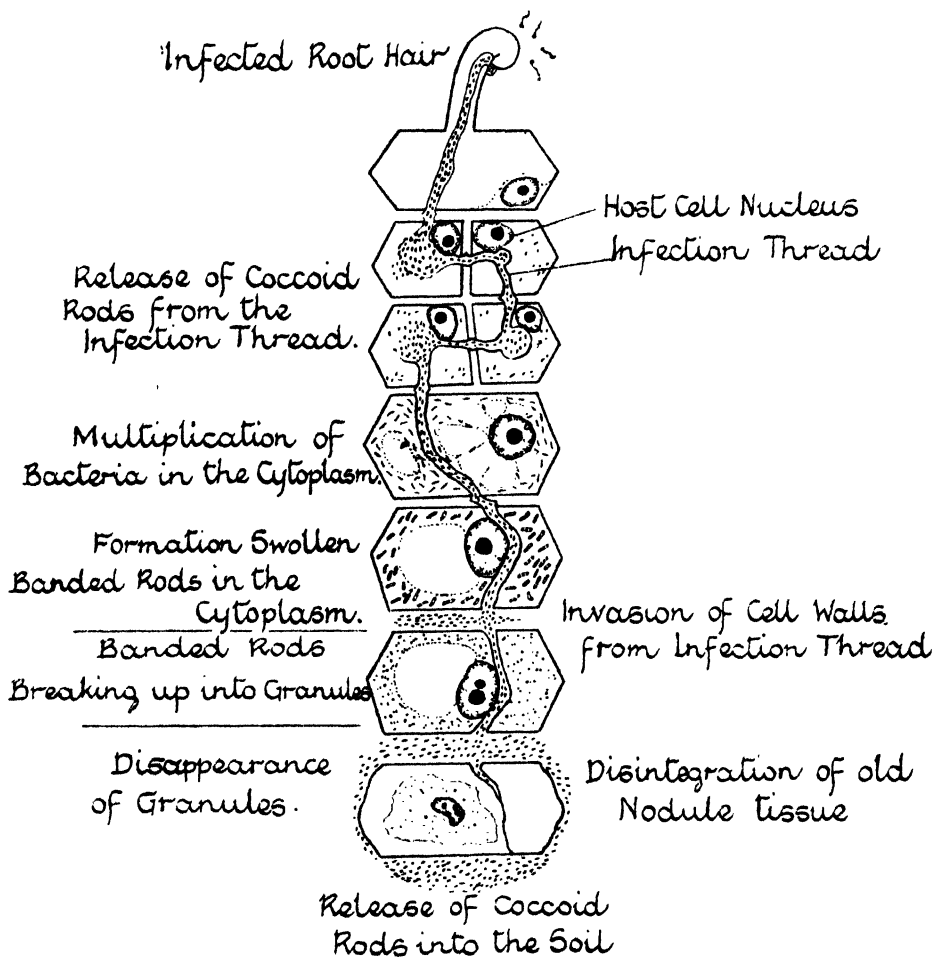 Infected Root Hair
Host Cell Nucleus
Infection Thread
Release of Coccoid
Rods from the
Infection Thread.
Multiplication of
Bacteria in the Cytoplasm.
Formation Swollen
Banded Rods in the
Cytoplasm.
Invasion of Cell Walls
from Infection Thread
Banded Rods
Breaking up into Granules
Disappearance
of Granules.
Disintegration of old
Nodule tissue
Release of Coccoid
Rods into the Soil